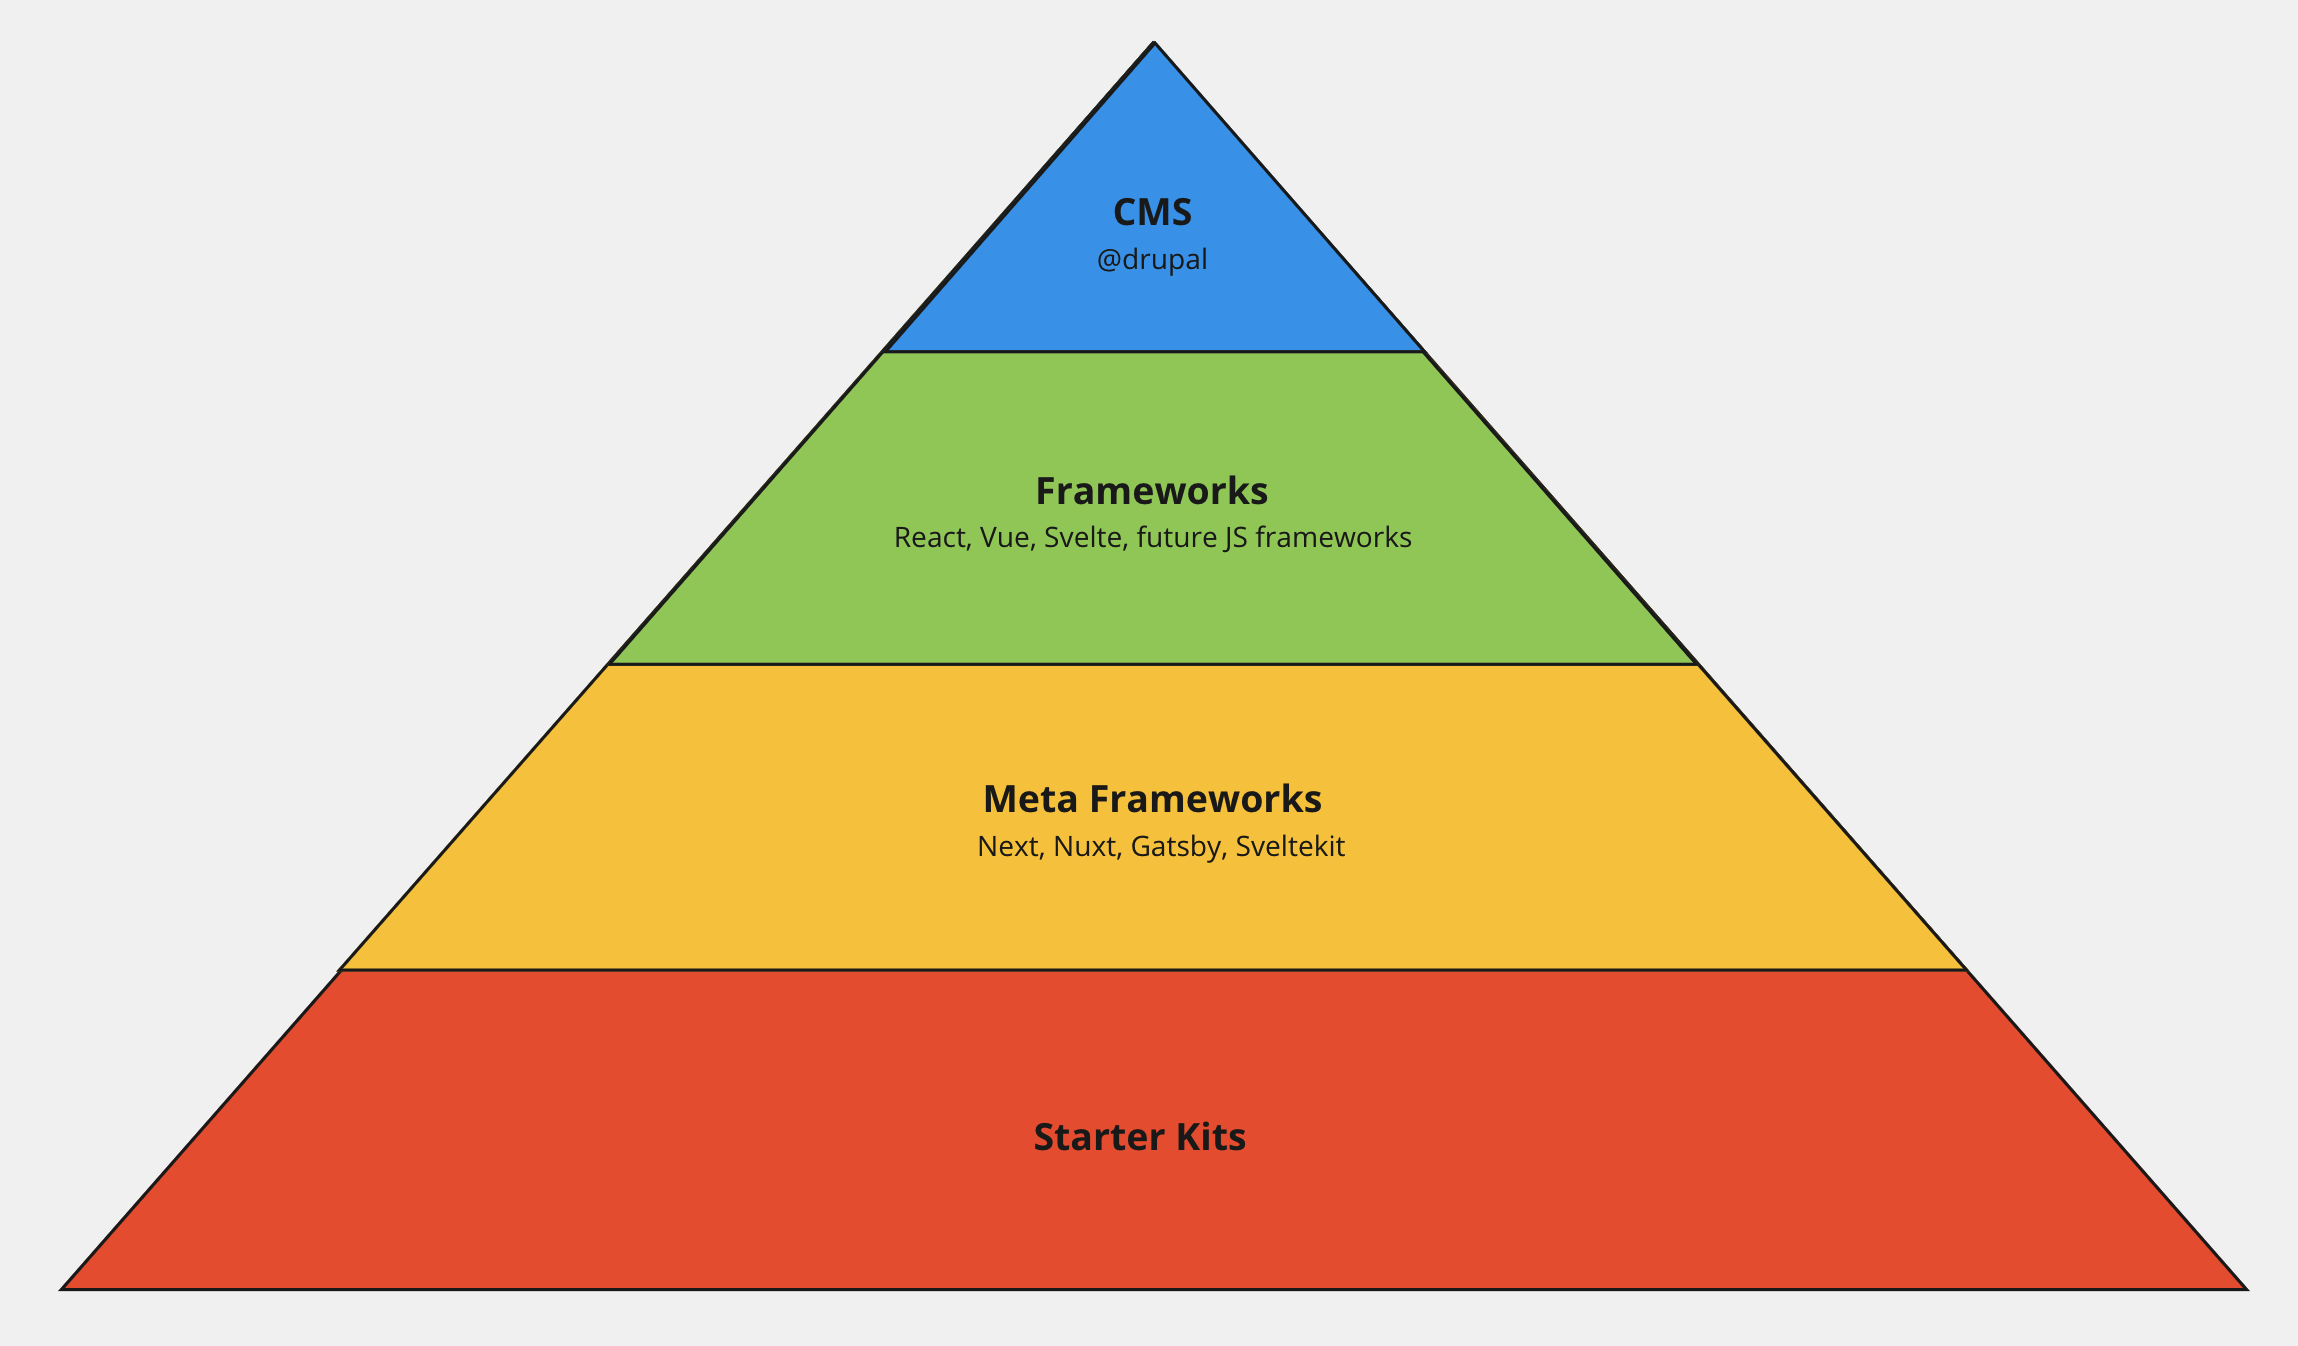 CMS
@drupal
Frameworks
React, Vue, Svelte, future JS frameworks
Meta Frameworks
Next, Nuxt, Gatsby, Sveltekit
Starter Kits